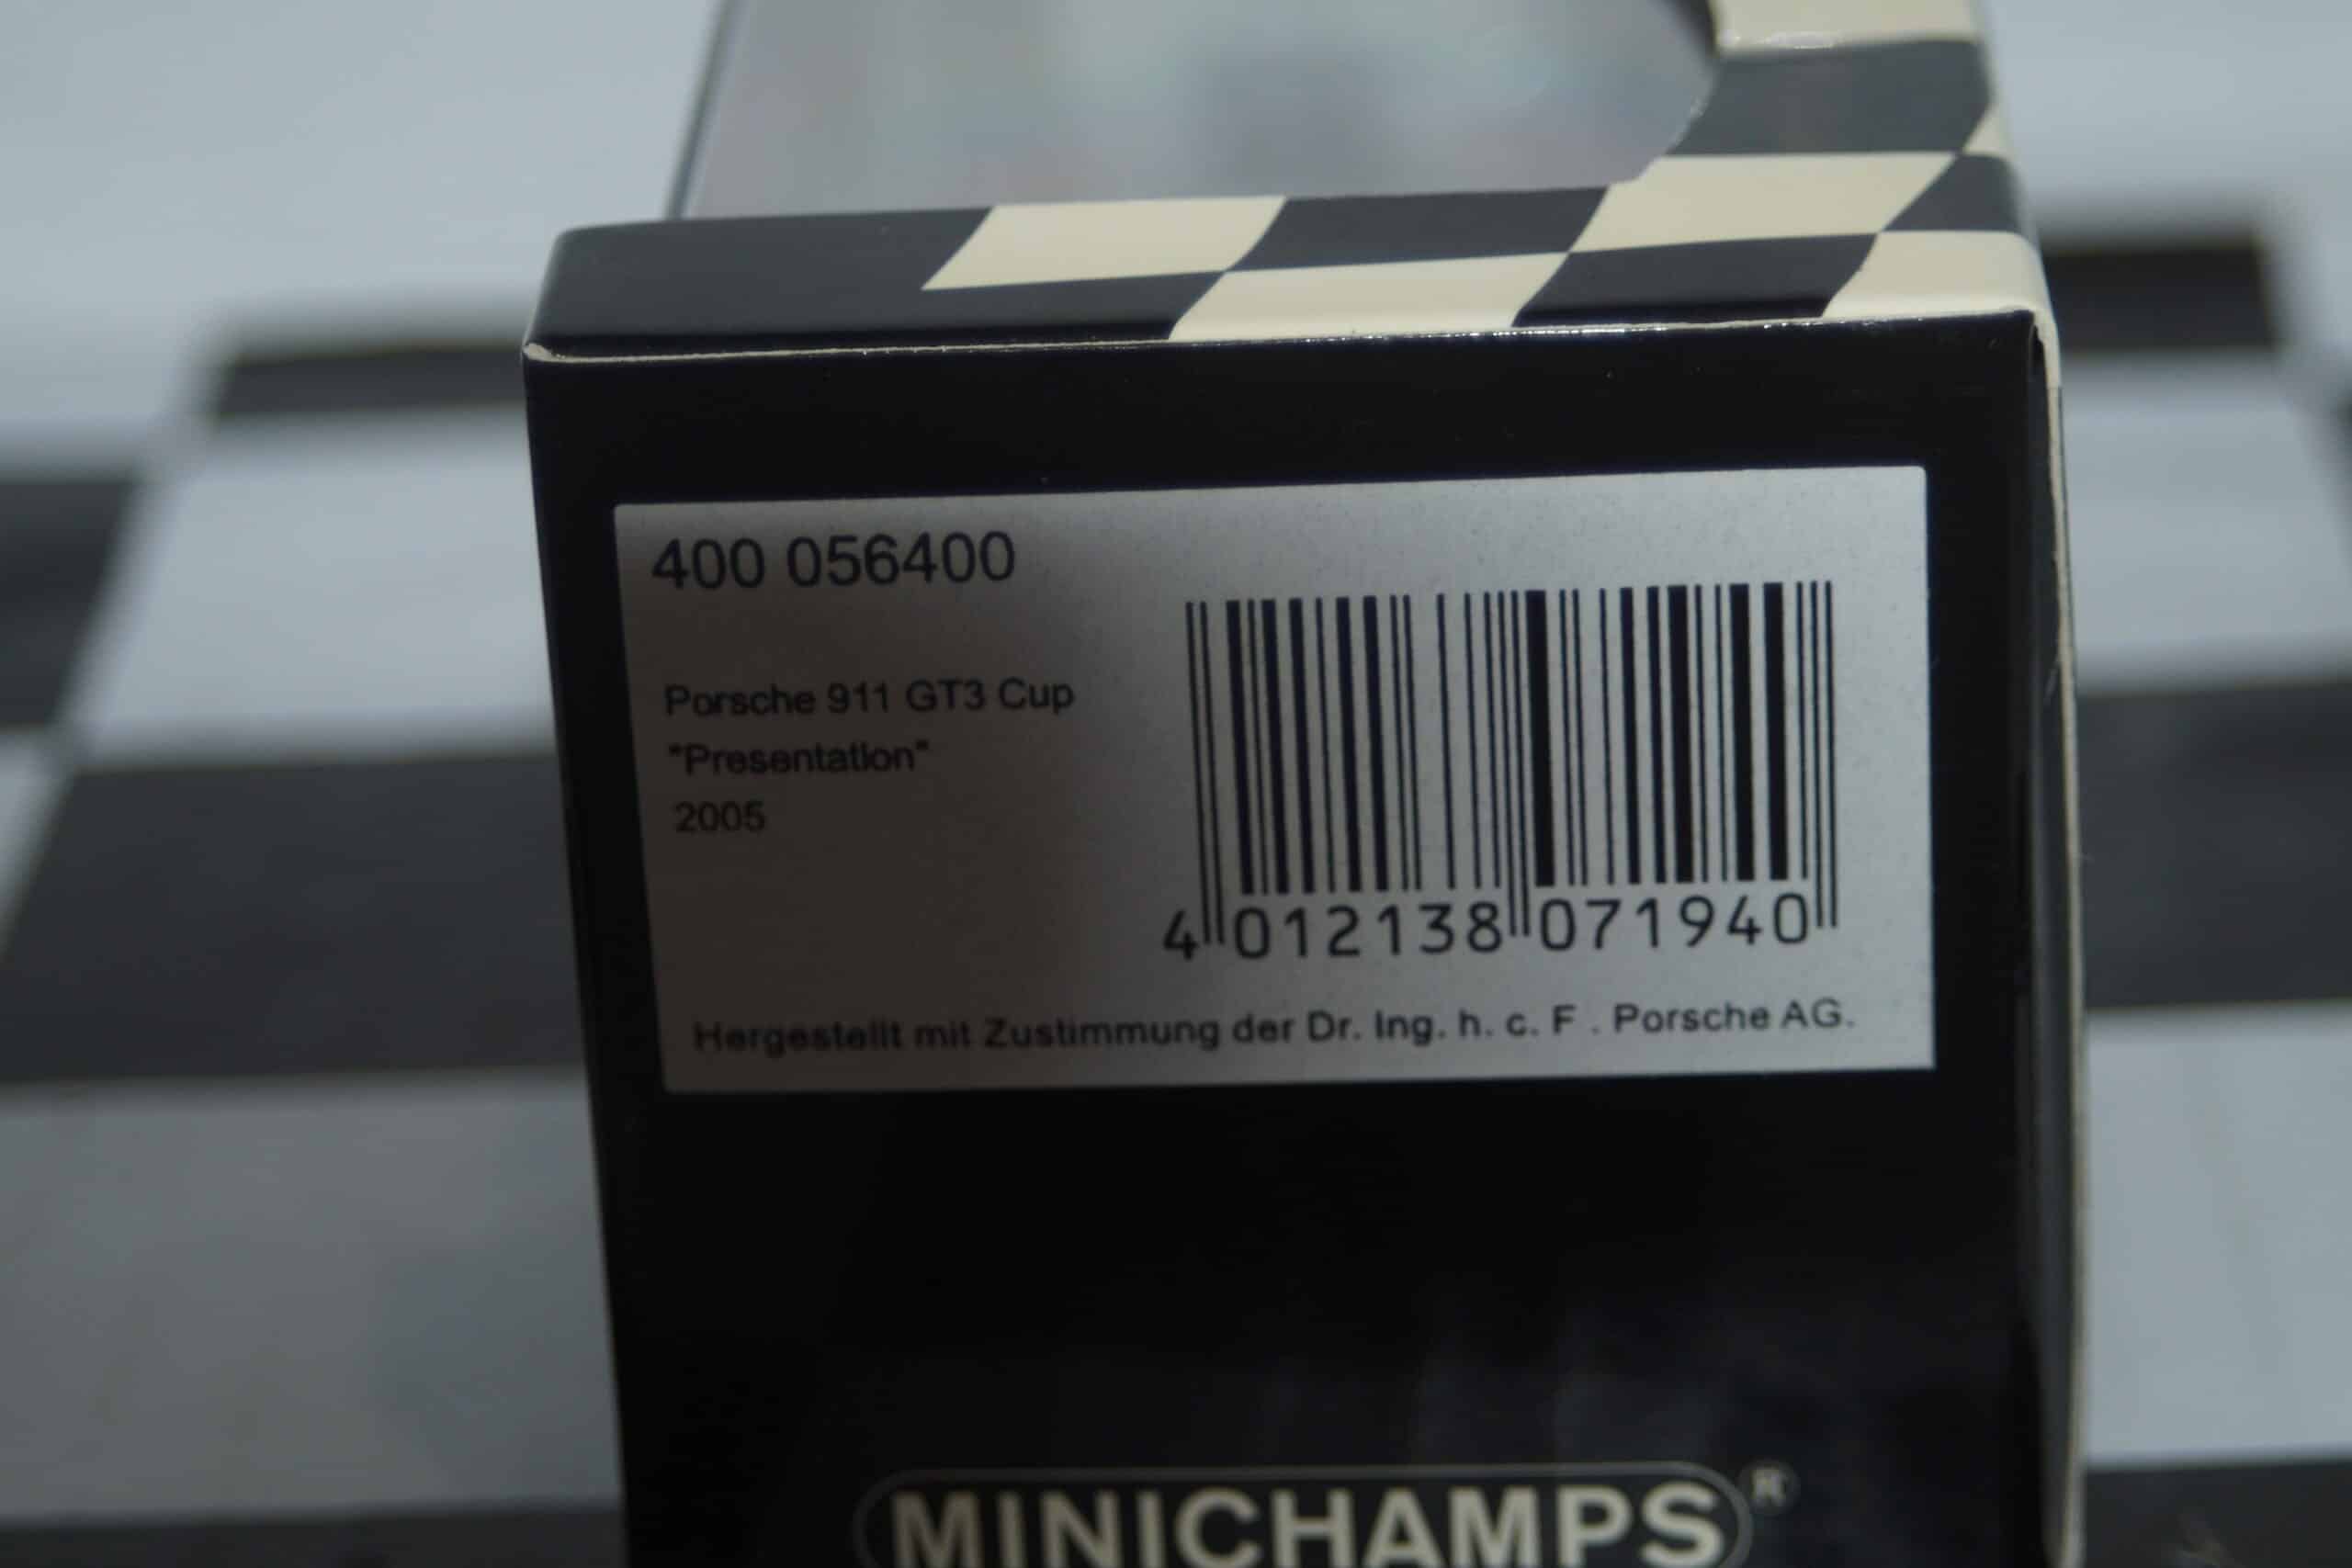 400 056400
Porsche 911 GT3 Cup
"Presentation"
2005
4 012138 071940
Hergestellt mit Zustimmung der Dr. Ing. h. c. F . Porsche AG.
MINICHAMPS®